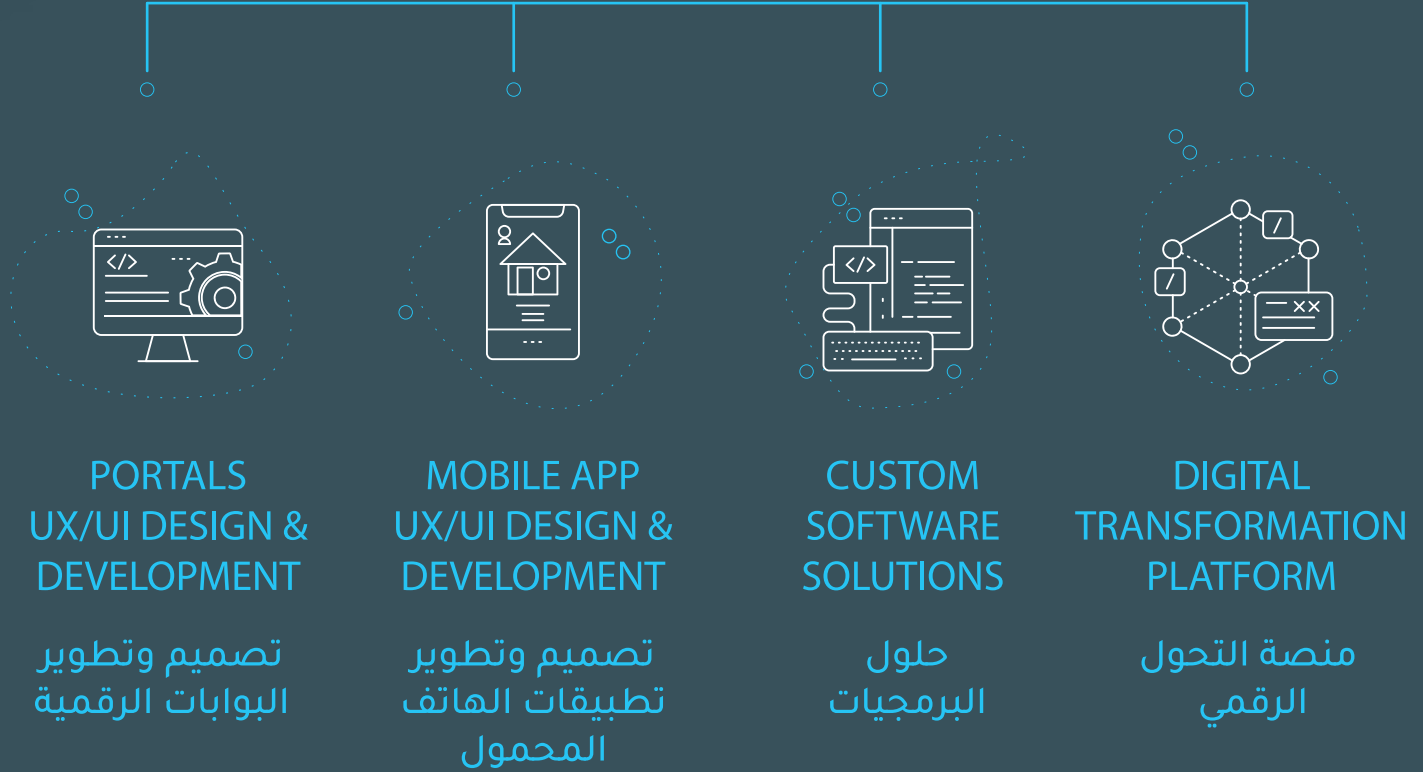 PORTALS
UX/UI DESIGN &
DEVELOPMENT
تصميم وتطوير
البوابات الرقمية
MOBILE APP
UX/UI DESIGN &
DEVELOPMENT
تصميم وتطوير
تطبيقات الهاتف
المحمول
CUSTOM
SOFTWARE
SOLUTIONS
حلول
البرمجيات
DIGITAL
TRANSFORMATION
PLATFORM
منصة التحول
الرقمي